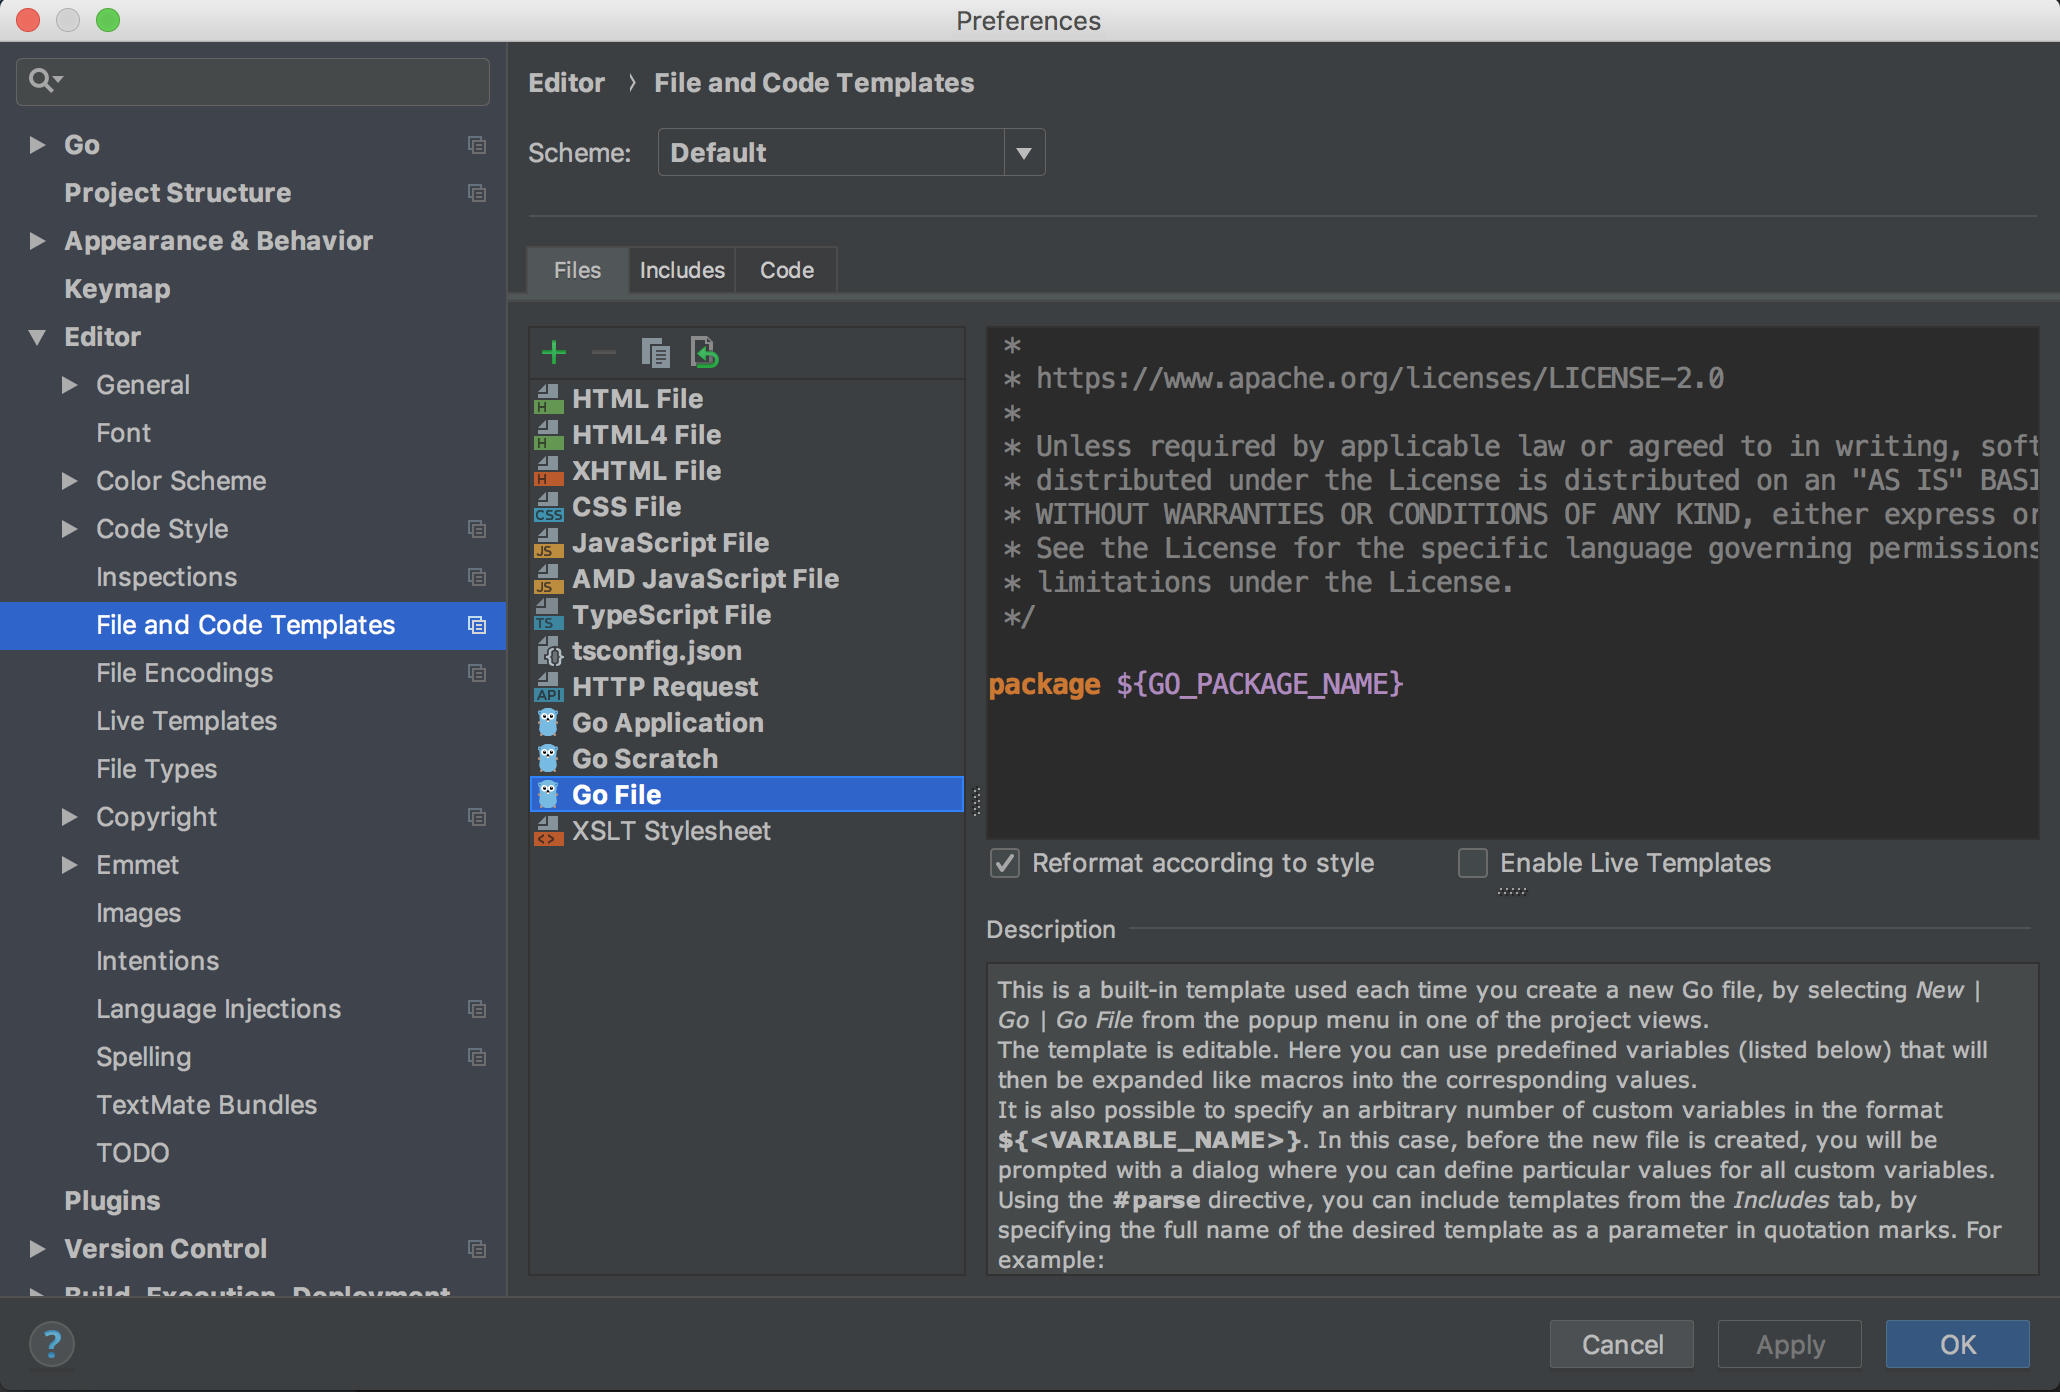 Preferences
Go
Project Structure
Appearance & Behavior
Keymap
Editor
General
Font
Color Scheme
Code Style
Inspections
File and Code Templates
File Encodings
Live Templates
File Types
Copyright
Emmet
Images
Intentions
Language Injections
Spelling
TextMate Bundles
TODO
Plugins
Version Control
Build, Execution, Deployment
Editor › File and Code Templates
Scheme: Default
Files Includes Code
HTML File
HTML4 File
XHTML File
CSS File
JavaScript File
AMD JavaScript File
TypeScript File
tsconfig.json
HTTP Request
Go Application
Go Scratch
Go File
XSLT Stylesheet
*
* https://www.apache.org/licenses/LICENSE-2.0
*
* Unless required by applicable law or agreed to in writing, soft
* distributed under the License is distributed on an "AS IS" BASI
* WITHOUT WARRANTIES OR CONDITIONS OF ANY KIND, either express or
* See the License for the specific language governing permissions
* limitations under the License.
*/
package ${GO_PACKAGE_NAME}
Reformat according to style Enable Live Templates
Description
This is a built-in template used each time you create a new Go file, by selecting New |
Go | Go File from the popup menu in one of the project views.
The template is editable. Here you can use predefined variables (listed below) that will
then be expanded like macros into the corresponding values.
It is also possible to specify an arbitrary number of custom variables in the format
${<VARIABLE_NAME>}. In this case, before the new file is created, you will be
prompted with a dialog where you can define particular values for all custom variables.
Using the #parse directive, you can include templates from the Includes tab, by
specifying the full name of the desired template as a parameter in quotation marks. For
example:
? Cancel Apply OK